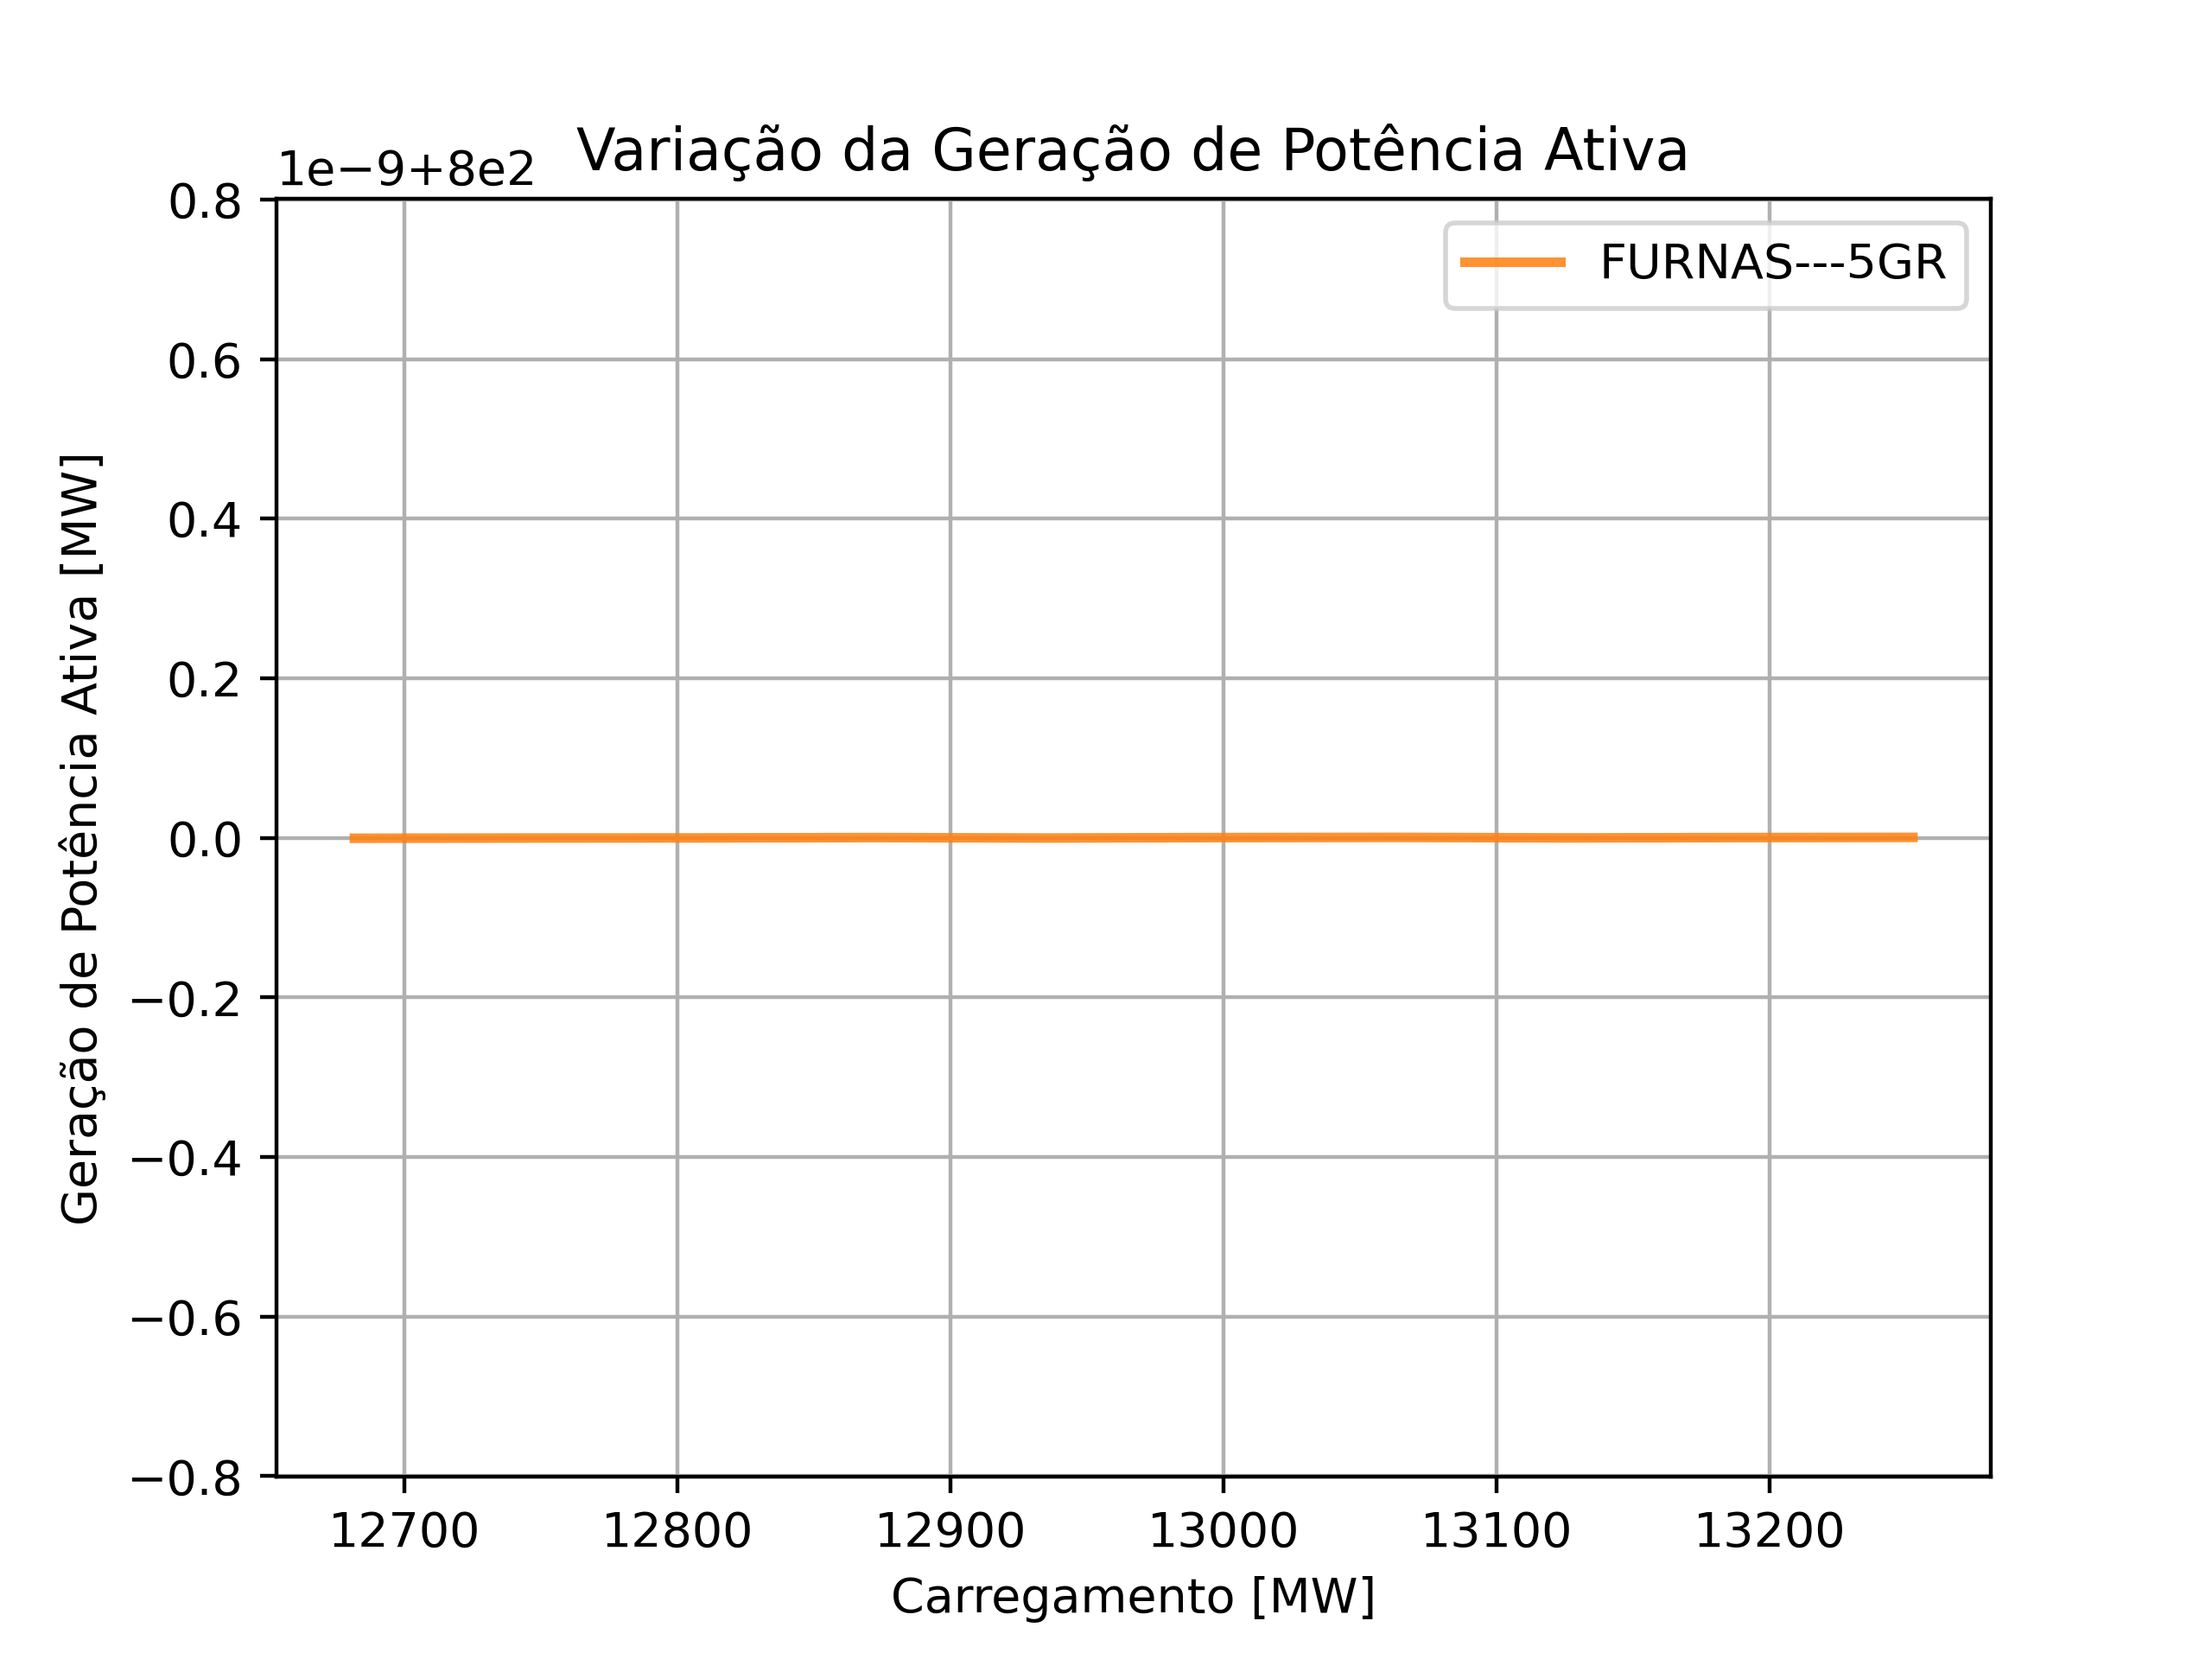 Variação da Geração de Potência Ativa
1e−9+8e2
FURNAS---5GR
0.8
0.6
0.4
0.2
0.0
−0.2
−0.4
−0.6
−0.8
Geração de Potência Ativa [MW]
12700 12800 12900 13000 13100 13200
Carregamento [MW]